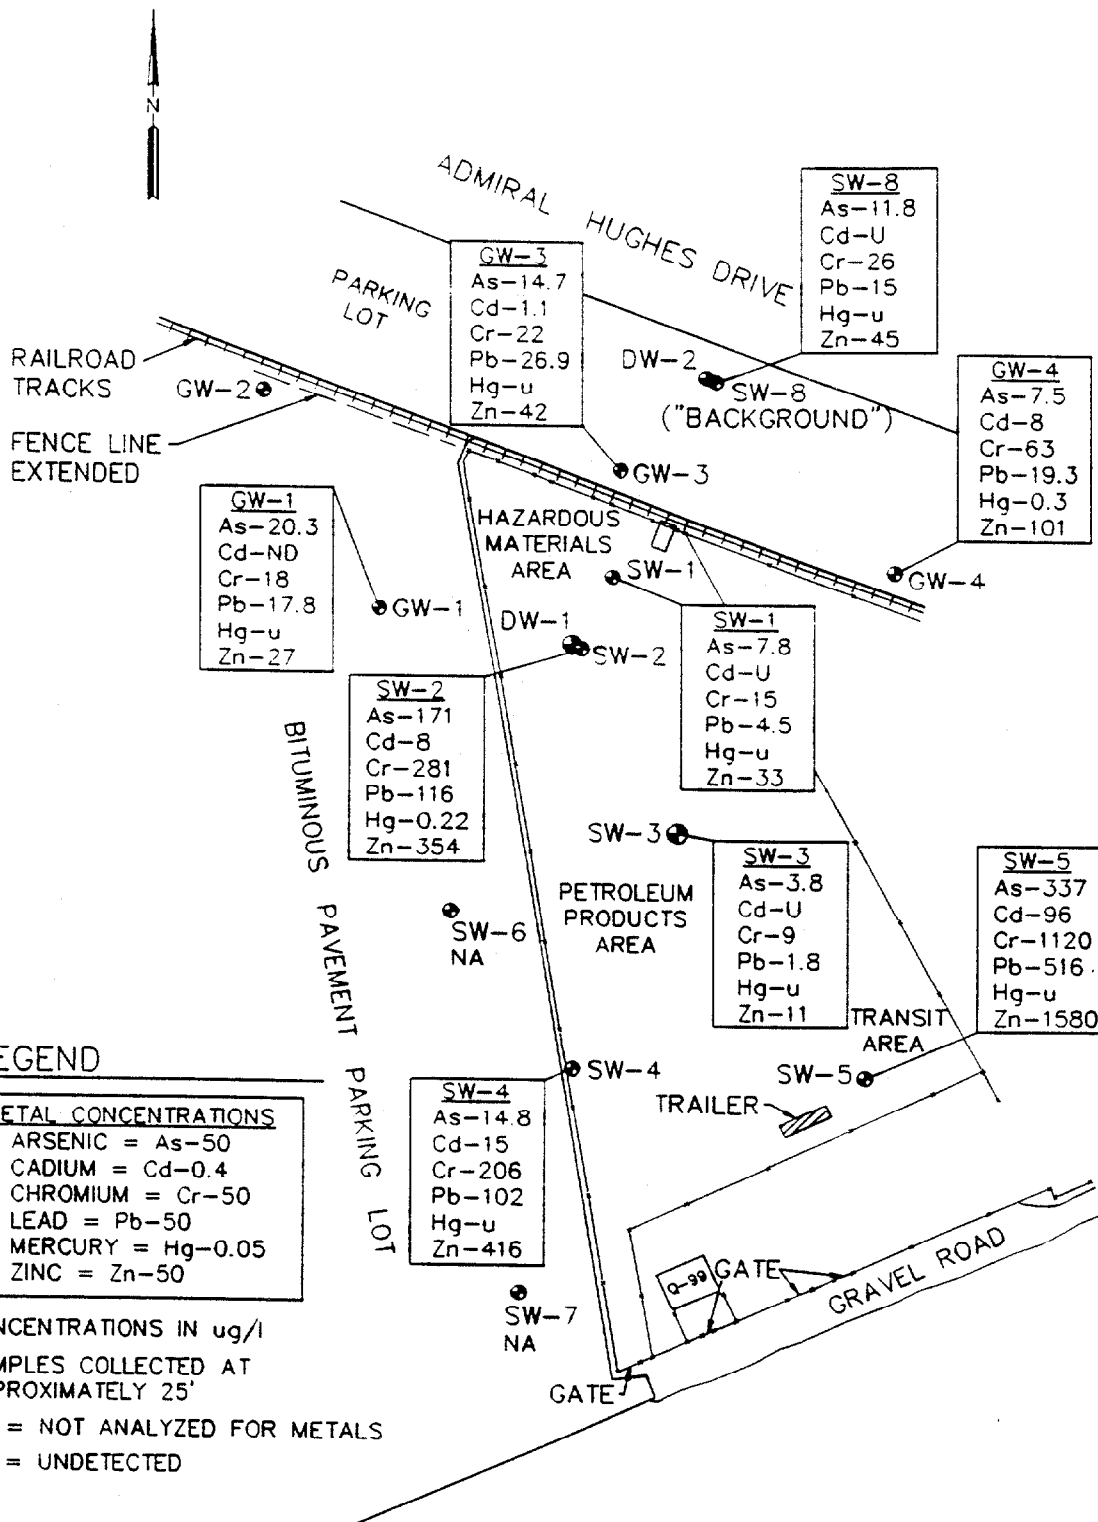 N
ADMIRAL HUGHES DRIVE
SW-8
As-11.8
Cd-U
Cr-26
Pb-15
Hg-u
Zn-45
GW-3
As-14.7
Cd-1.1
Cr-22
Pb-26.9
Hg-u
Zn-42
PARKING
LOT
RAILROAD
TRACKS
GW-2
FENCE LINE
EXTENDED
DW-2
SW-8
("BACKGROUND")
GW-4
As-7.5
Cd-8
Cr-63
Pb-19.3
Hg-0.3
Zn-101
GW-3
GW-4
GW-1
As-20.3
Cd-ND
Cr-18
Pb-17.8
Hg-u
Zn-27
GW-1
HAZARDOUS
MATERIALS
AREA
SW-1
DW-1
SW-2
SW-1
As-7.8
Cd-U
Cr-15
Pb-4.5
Hg-u
Zn-33
SW-2
As-171
Cd-8
Cr-281
Pb-116
Hg-0.22
Zn-354
BITUMINOUS PAVEMENT PARKING LOT
SW-3
SW-3
As-3.8
Cd-U
Cr-9
Pb-1.8
Hg-u
Zn-11
PETROLEUM
PRODUCTS
AREA
SW-5
As-337
Cd-96
Cr-1120
Pb-516
Hg-u
Zn-1580
SW-6
NA
TRANSIT
AREA
SW-4
SW-5
TRAILER
SW-4
As-14.8
Cd-15
Cr-206
Pb-102
Hg-u
Zn-416
SW-7
NA
Q-99
GATE
GRAVEL ROAD
GATE
EGEND
ETAL CONCENTRATIONS
ARSENIC = As-50
CADIUM = Cd-0.4
CHROMIUM = Cr-50
LEAD = Pb-50
MERCURY = Hg-0.05
ZINC = Zn-50
NCENTRATIONS IN ug/l
MPLES COLLECTED AT
PROXIMATELY 25'
= NOT ANALYZED FOR METALS
= UNDETECTED